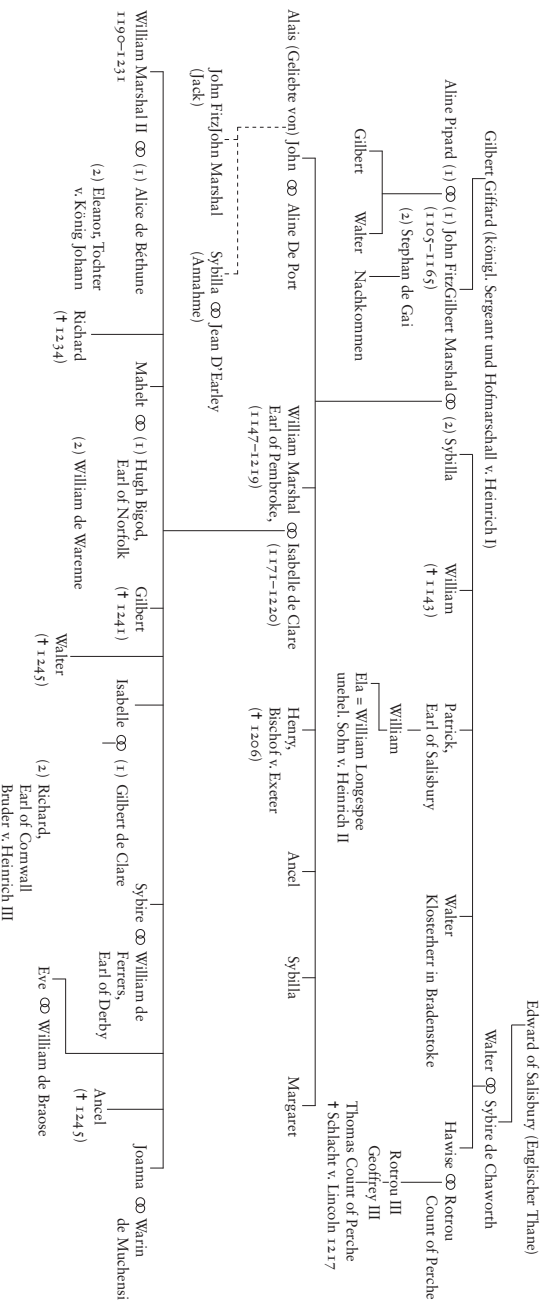 Edward of Salisbury (Englischer Thane)
Gilbert Giffard (königl. Sergeant und Hofmarschall v. Heinrich I)
Walter ⚭ Sybire de Chaworth
Aline Pipard (1) ⚭ (1) John FitzGilbert Marshal ⚭ (2) Sybilla
(1105–1165)
(2) Stephan de Gai
William
(† 1143)
Patrick,
Earl of Salisbury
Walter
Klosterherr in Bradenstoke
Hawise ⚭ Rotrou
Count of Perche
Gilbert
Walter
Nachkommen
William
Ela = William Longespee
unehel. Sohn v. Heinrich II
Rotrou III
Geoffrey III
Thomas Count of Perche
† Schlacht v. Lincoln 1217
Alais (Geliebte von) John ⚭ Aline De Port
William Marshal ⚭ Isabelle de Clare
Earl of Pembroke,
(1147–1219)
(1171–1220)
Henry,
Bischof v. Exeter
(† 1206)
Ancel
Sybilla
Margaret
John FitzJohn Marshal
(Jack)
Sybilla ⚭ Jean D'Earley
(Annahme)
William Marshal II ⚭ (1) Alice de Béthune
1190–1231
(2) Eleanor, Tochter
v. König Johann
Richard
(† 1234)
Mahelt ⚭ (1) Hugh Bigod,
Earl of Norfolk
(2) William de Warenne
Gilbert
(† 1241)
Walter
(† 1245)
Isabelle ⚭ (1) Gilbert de Clare
(2) Richard,
Earl of Cornwall
Bruder v. Heinrich III
Sybire ⚭ William de
Ferrers,
Earl of Derby
Eve ⚭ William de Braose
Ancel
(† 1245)
Joanna ⚭ Warin
de Muchensi